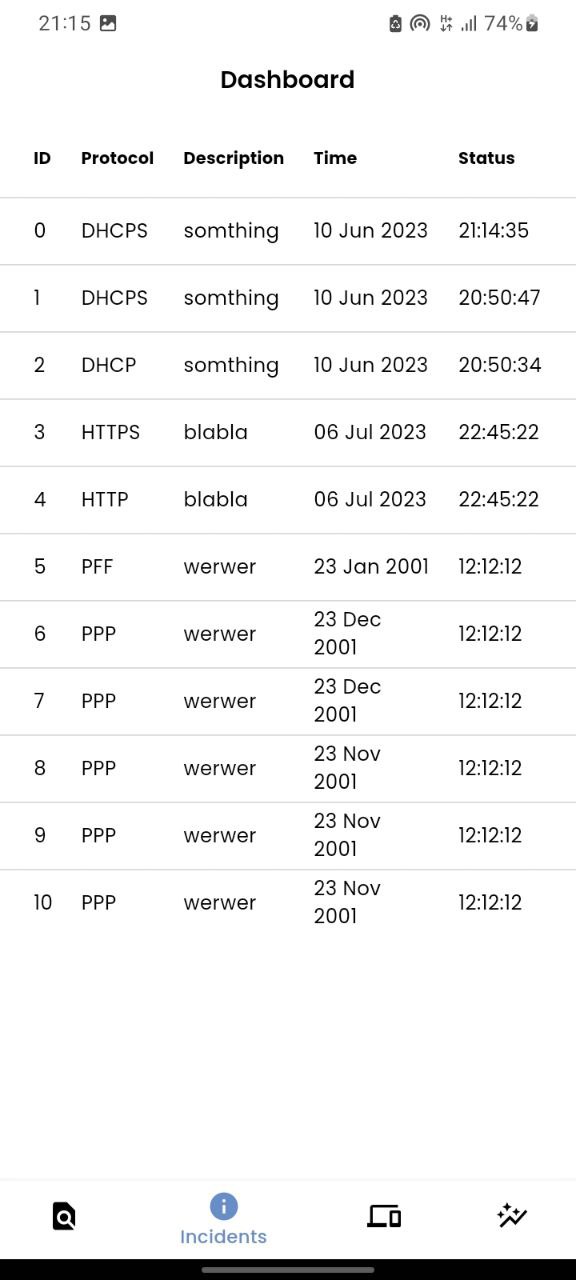 21:15 74%
Dashboard
ID Protocol Description Time Status
0 DHCPS somthing 10 Jun 2023 21:14:35
1 DHCPS somthing 10 Jun 2023 20:50:47
2 DHCP somthing 10 Jun 2023 20:50:34
3 HTTPS blabla 06 Jul 2023 22:45:22
4 HTTP blabla 06 Jul 2023 22:45:22
5 PFF werwer 23 Jan 2001 12:12:12
6 PPP werwer 23 Dec 2001 12:12:12
7 PPP werwer 23 Dec 2001 12:12:12
8 PPP werwer 23 Nov 2001 12:12:12
9 PPP werwer 23 Nov 2001 12:12:12
10 PPP werwer 23 Nov 2001 12:12:12
Incidents